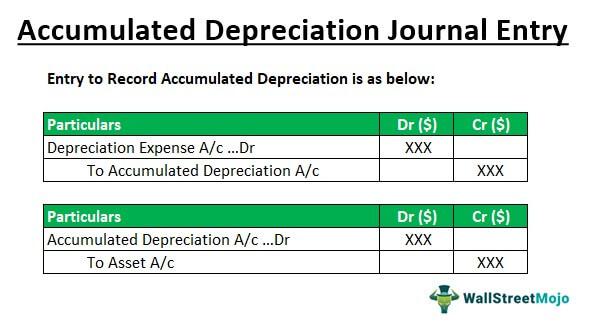 Accumulated Depreciation Journal Entry
Entry to Record Accumulated Depreciation is as below:
Particulars Dr ($) Cr ($)
Depreciation Expense A/c ...Dr XXX
To Accumulated Depreciation A/c XXX
Particulars Dr ($) Cr ($)
Accumulated Depreciation A/c ...Dr XXX
To Asset A/c XXX
WallStreetMojo